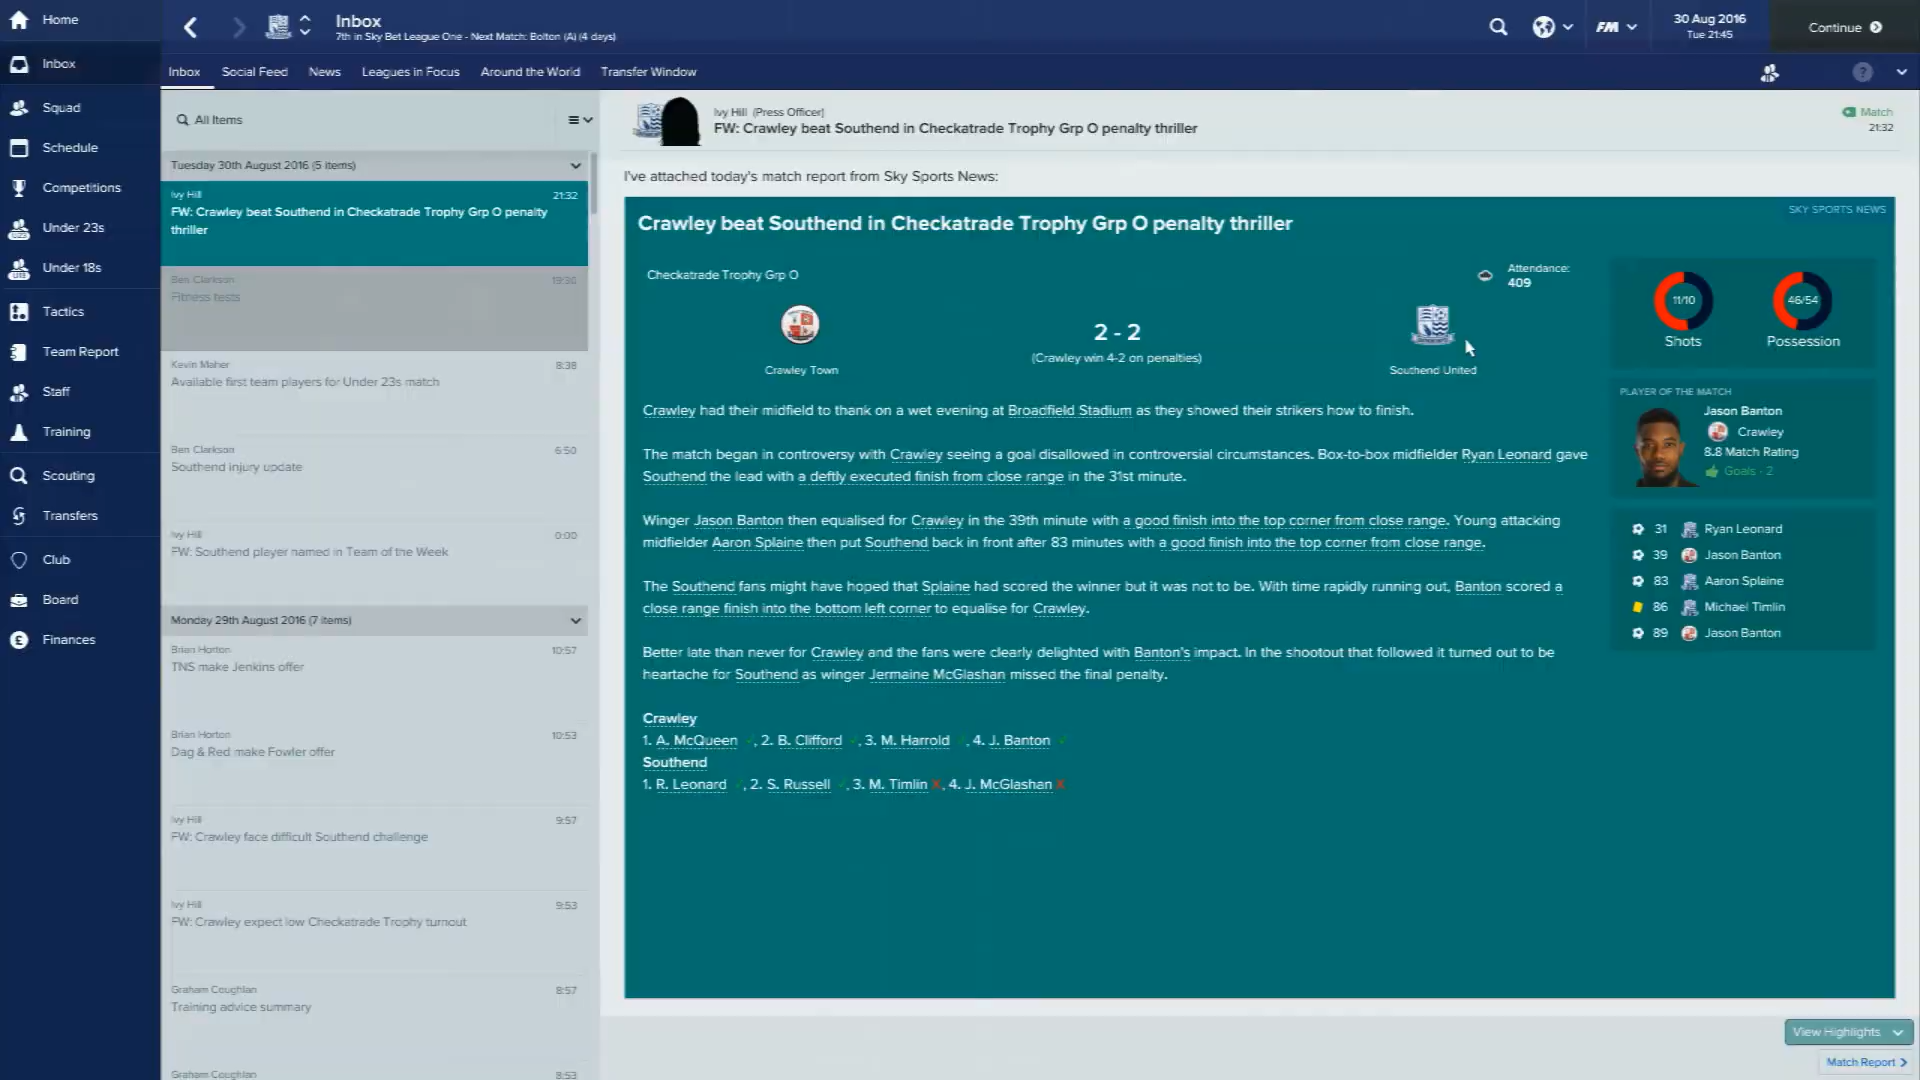 Home
Inbox
Squad
Schedule
Competitions
Under 23s
Under 18s
Tactics
Team Report
Staff
Training
Scouting
Transfers
Club
Board
Finances
Inbox
7th in Sky Bet League One - Next Match: Bolton (A) (4 days)
FM
30 Aug 2016
Tue 21:45
Continue
Inbox Social Feed News Leagues in Focus Around the World Transfer Window
?
All Items
Tuesday 30th August 2016 (5 items)
Ivy Hill 21:32
FW: Crawley beat Southend in Checkatrade Trophy Grp O penalty
thriller
Ben Clarkson 19:30
Fitness tests
Kevin Maher 8:38
Available first team players for Under 23s match
Ben Clarkson 6:50
Southend injury update
Ivy Hill 0:00
FW: Southend player named in Team of the Week
Monday 29th August 2016 (7 items)
Brian Horton 10:57
TNS make Jenkins offer
Brian Horton 10:53
Dag & Red make Fowler offer
Ivy Hill 9:57
FW: Crawley face difficult Southend challenge
Ivy Hill 9:53
FW: Crawley expect low Checkatrade Trophy turnout
Graham Coughlan 8:57
Training advice summary
Graham Coughlan 8:53
Ivy Hill (Press Officer)
FW: Crawley beat Southend in Checkatrade Trophy Grp O penalty thriller
Match
21:32
I've attached today's match report from Sky Sports News:
SKY SPORTS NEWS
Crawley beat Southend in Checkatrade Trophy Grp O penalty thriller
Checkatrade Trophy Grp O
Attendance:
409
2 - 2
(Crawley win 4-2 on penalties)
Crawley Town
Southend United
Crawley had their midfield to thank on a wet evening at Broadfield Stadium as they showed their strikers how to finish.
The match began in controversy with Crawley seeing a goal disallowed in controversial circumstances. Box-to-box midfielder Ryan Leonard gave
Southend the lead with a deftly executed finish from close range in the 31st minute.
Winger Jason Banton then equalised for Crawley in the 39th minute with a good finish into the top corner from close range. Young attacking
midfielder Aaron Splaine then put Southend back in front after 83 minutes with a good finish into the top corner from close range.
The Southend fans might have hoped that Splaine had scored the winner but it was not to be. With time rapidly running out, Banton scored a
close range finish into the bottom left corner to equalise for Crawley.
Better late than never for Crawley and the fans were clearly delighted with Banton's impact. In the shootout that followed it turned out to be
heartache for Southend as winger Jermaine McGlashan missed the final penalty.
Crawley
1. A. McQueen , 2. B. Clifford , 3. M. Harrold , 4. J. Banton
Southend
1. R. Leonard , 2. S. Russell , 3. M. Timlin , 4. J. McGlashan
11/10
Shots
46/54
Possession
PLAYER OF THE MATCH
Jason Banton
Crawley
8.8 Match Rating
Goals - 2
31 Ryan Leonard
39 Jason Banton
83 Aaron Splaine
86 Michael Timlin
89 Jason Banton
View Highlights
Match Report >